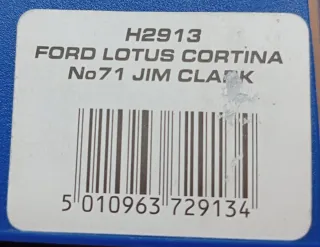 H2913
FORD LOTUS CORTINA
No71 JIM CLARK
5 010963 729134